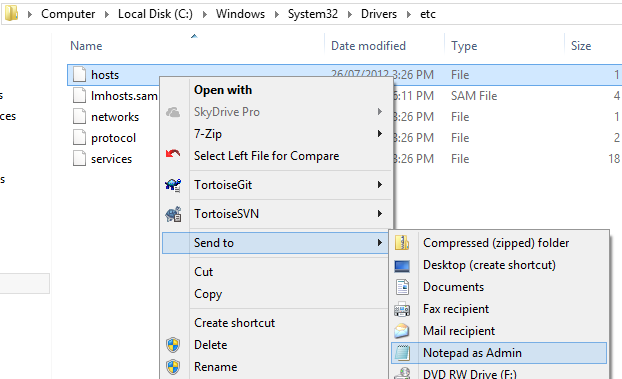 Computer Local Disk (C:) Windows System32 Drivers etc
Name Date modified Type Size
hosts 26/07/2012 3:26 PM File 1
lmhosts.sam 6:11 PM SAM File 4
networks 3:26 PM File 1
protocol 3:26 PM File 2
services 3:26 PM File 18
ces
s
s
Open with
SkyDrive Pro
7-Zip
Select Left File for Compare
TortoiseGit
TortoiseSVN
Send to
Cut
Copy
Create shortcut
Delete
Rename
Compressed (zipped) folder
Desktop (create shortcut)
Documents
Fax recipient
Mail recipient
Notepad as Admin
DVD RW Drive (F:)